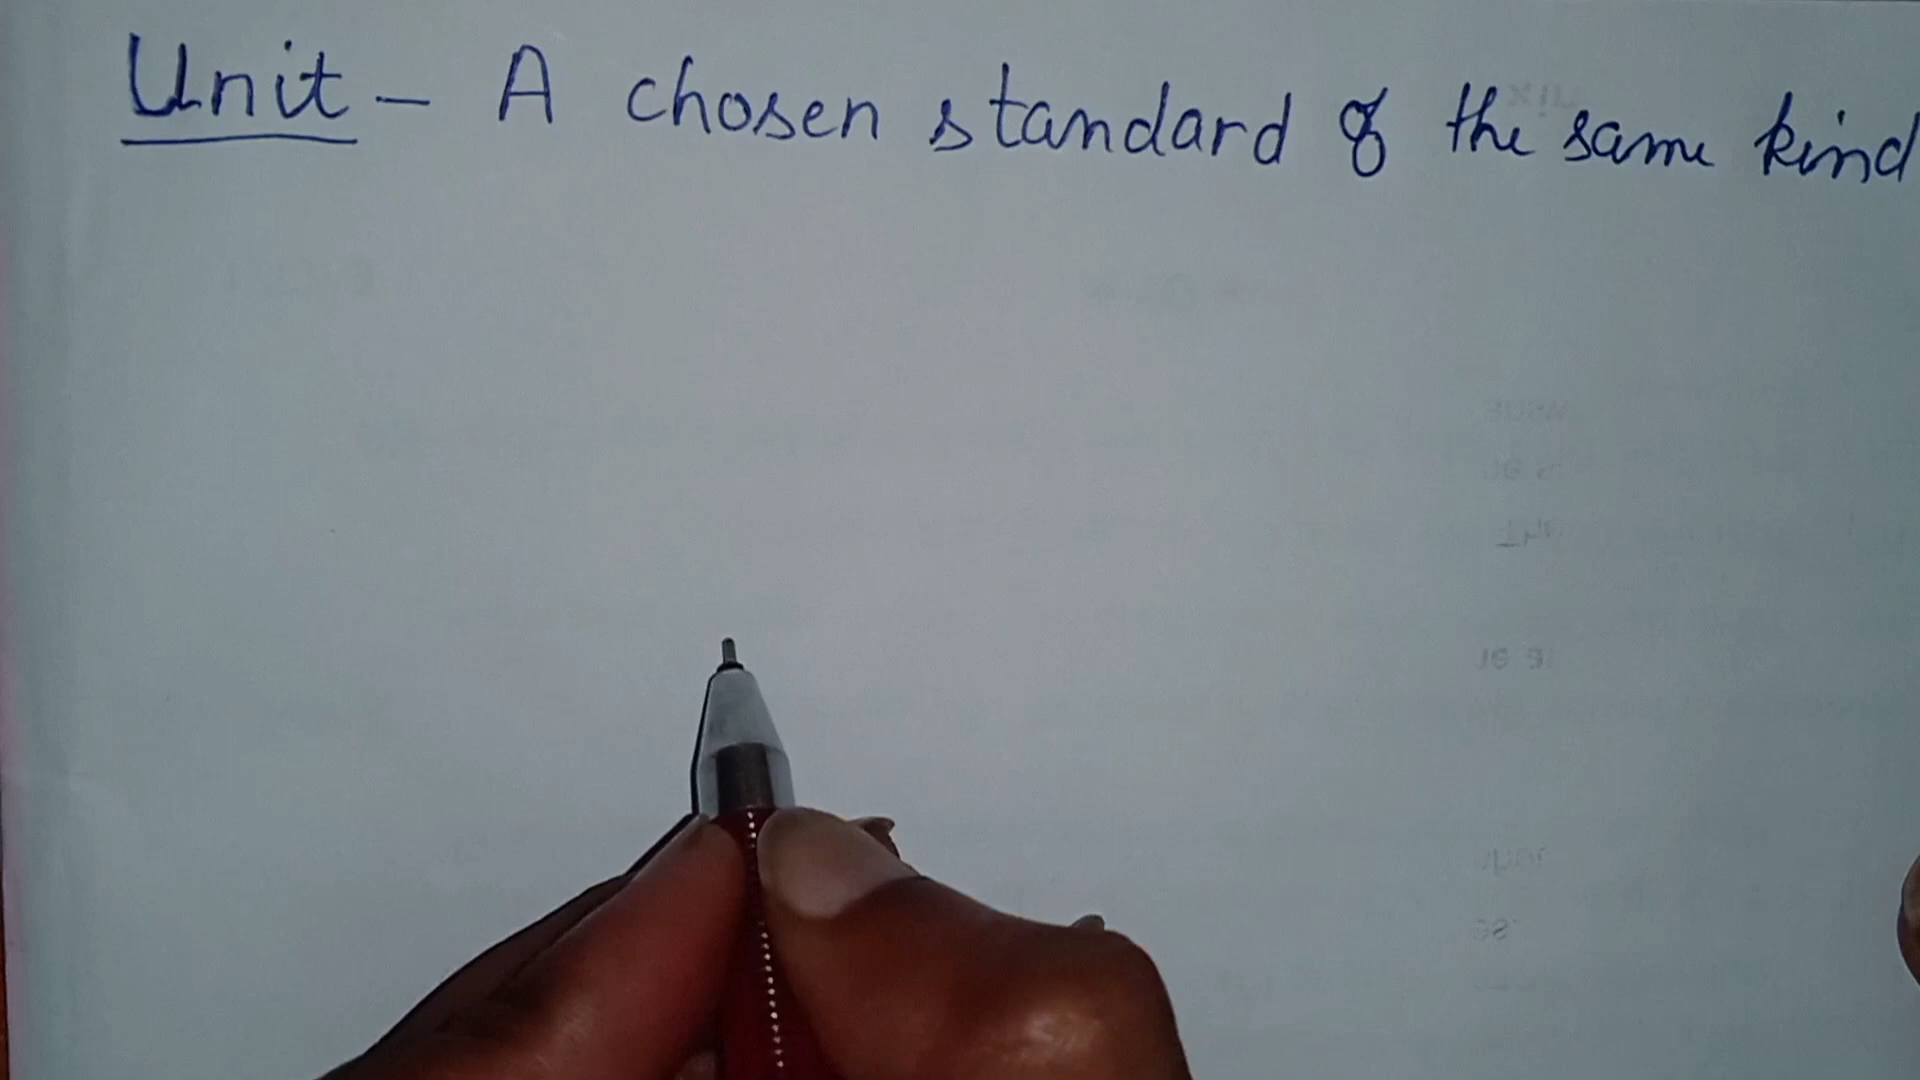 Unit - A chosen standard of the same kind